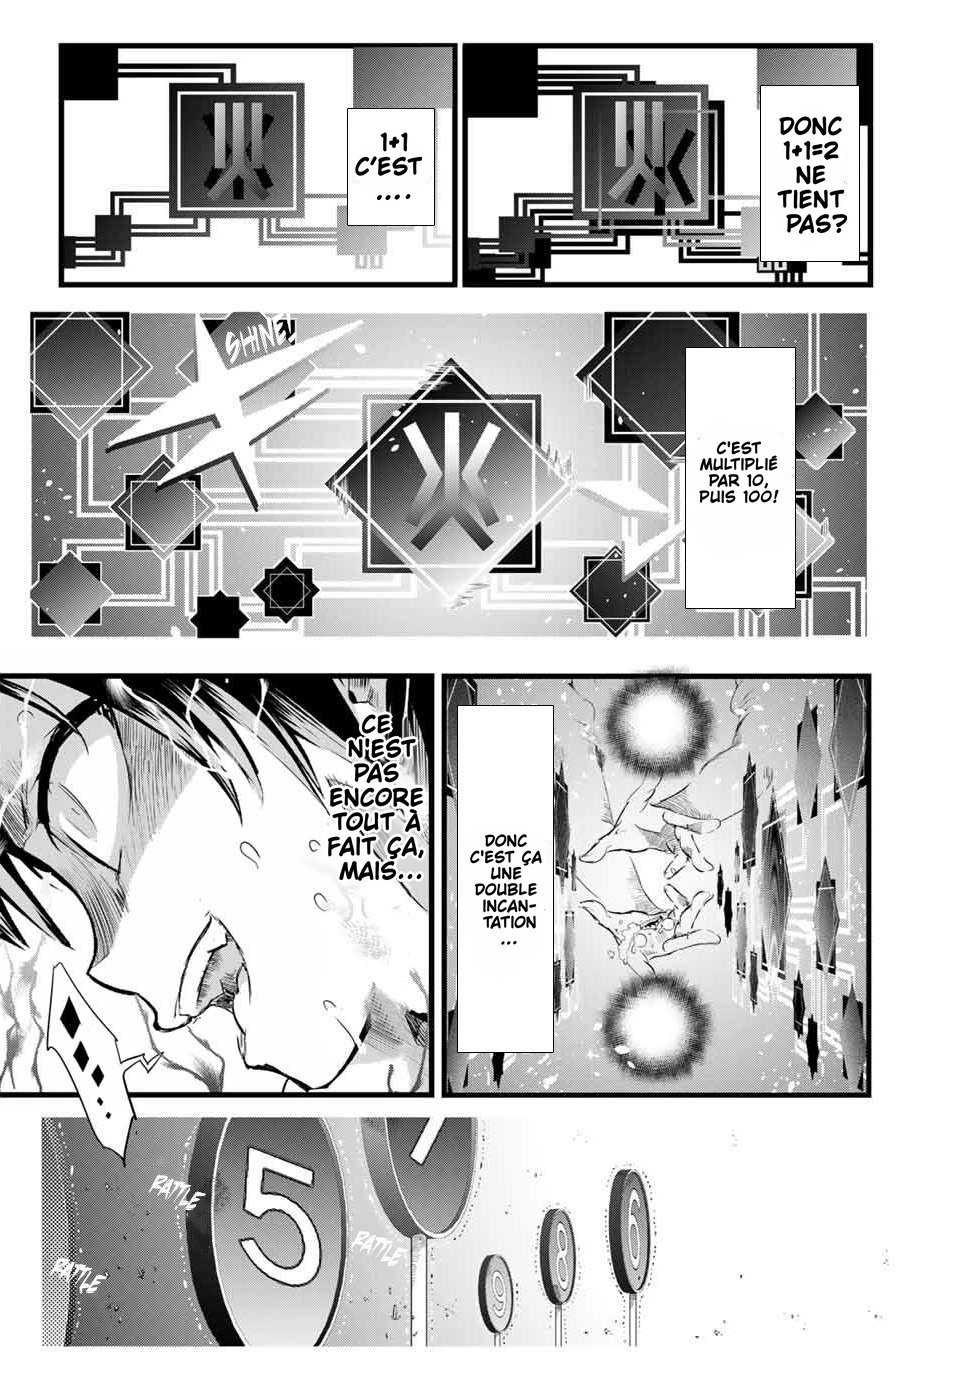 DONC
1+1=2
NE
TIENT
PAS?
1+1
C'EST
....
SHINE!
C'EST
MULTIPLIÉ
PAR 10,
PUIS 100!
DONC
C'EST ÇA
UNE
DOUBLE
INCAN-
TATION
...
CE
N'EST
PAS
ENCORE
TOUT À
FAIT ÇA,
MAIS...
RATTLE
RATTLE
RATTLE
5
7
9
8
6